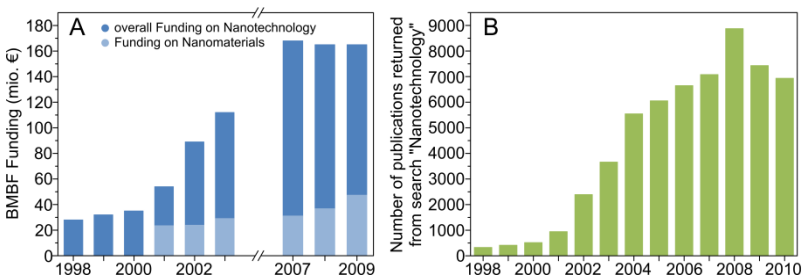 A
overall Funding on Nanotechnology
Funding on Nanomaterials
BMBF Funding (mio. €)
180
160
140
120
100
80
60
40
20
0
1998 2000 2002 2007 2009
B
Number of publications returned
from search "Nanotechnology"
9000
8000
7000
6000
5000
4000
3000
2000
1000
0
1998 2000 2002 2004 2006 2008 2010